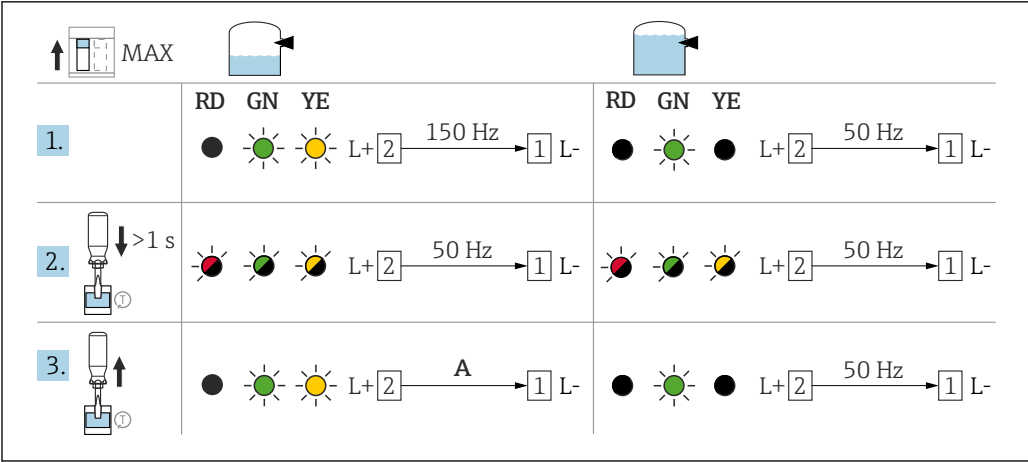 MAX
RD GN YE RD GN YE
1. L+ 2 150 Hz 1 L- L+ 2 50 Hz 1 L-
2. >1 s T L+ 2 50 Hz 1 L- L+ 2 50 Hz 1 L-
3. T L+ 2 A 1 L- L+ 2 50 Hz 1 L-